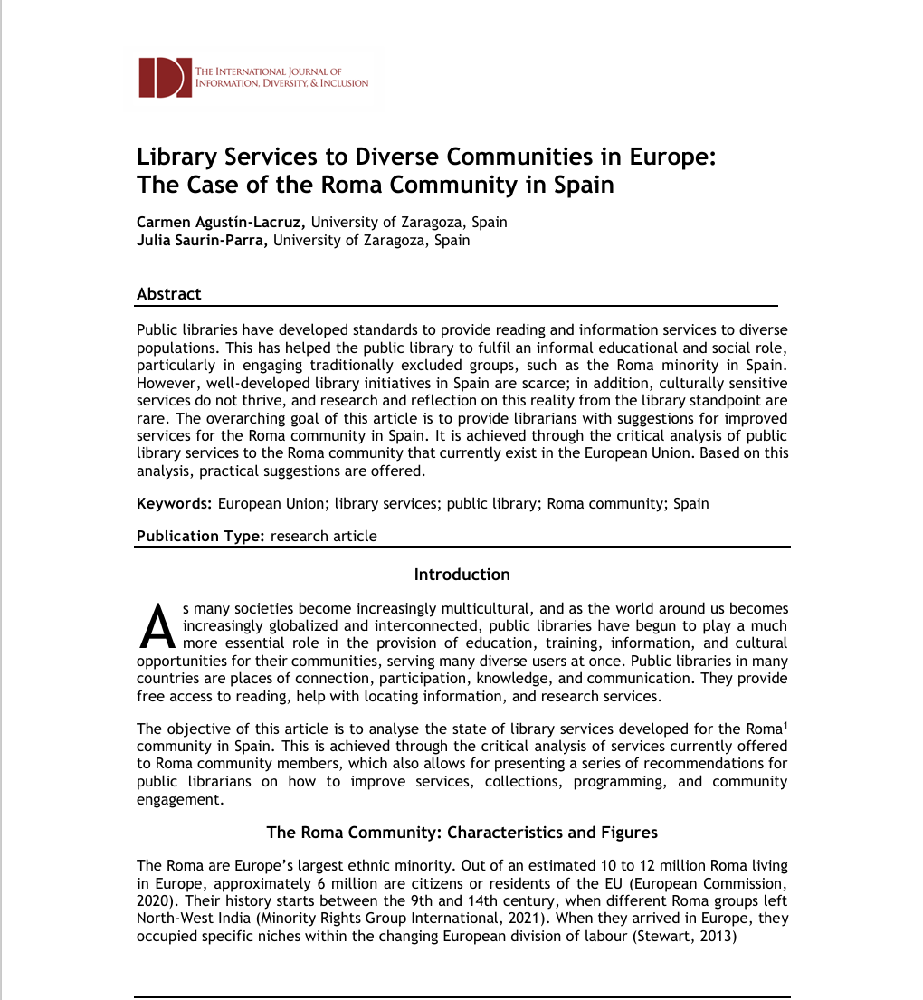 THE INTERNATIONAL JOURNAL OF
INFORMATION, DIVERSITY, & INCLUSION
Library Services to Diverse Communities in Europe:
The Case of the Roma Community in Spain
Carmen Agustín-Lacruz, University of Zaragoza, Spain
Julia Saurin-Parra, University of Zaragoza, Spain
Abstract
Public libraries have developed standards to provide reading and information services to diverse
populations. This has helped the public library to fulfil an informal educational and social role,
particularly in engaging traditionally excluded groups, such as the Roma minority in Spain.
However, well-developed library initiatives in Spain are scarce; in addition, culturally sensitive
services do not thrive, and research and reflection on this reality from the library standpoint are
rare. The overarching goal of this article is to provide librarians with suggestions for improved
services for the Roma community in Spain. It is achieved through the critical analysis of public
library services to the Roma community that currently exist in the European Union. Based on this
analysis, practical suggestions are offered.
Keywords: European Union; library services; public library; Roma community; Spain
Publication Type: research article
Introduction
As many societies become increasingly multicultural, and as the world around us becomes
increasingly globalized and interconnected, public libraries have begun to play a much
more essential role in the provision of education, training, information, and cultural
opportunities for their communities, serving many diverse users at once. Public libraries in many
countries are places of connection, participation, knowledge, and communication. They provide
free access to reading, help with locating information, and research services.
The objective of this article is to analyse the state of library services developed for the Roma¹
community in Spain. This is achieved through the critical analysis of services currently offered
to Roma community members, which also allows for presenting a series of recommendations for
public librarians on how to improve services, collections, programming, and community
engagement.
The Roma Community: Characteristics and Figures
The Roma are Europe's largest ethnic minority. Out of an estimated 10 to 12 million Roma living
in Europe, approximately 6 million are citizens or residents of the EU (European Commission,
2020). Their history starts between the 9th and 14th century, when different Roma groups left
North-West India (Minority Rights Group International, 2021). When they arrived in Europe, they
occupied specific niches within the changing European division of labour (Stewart, 2013)